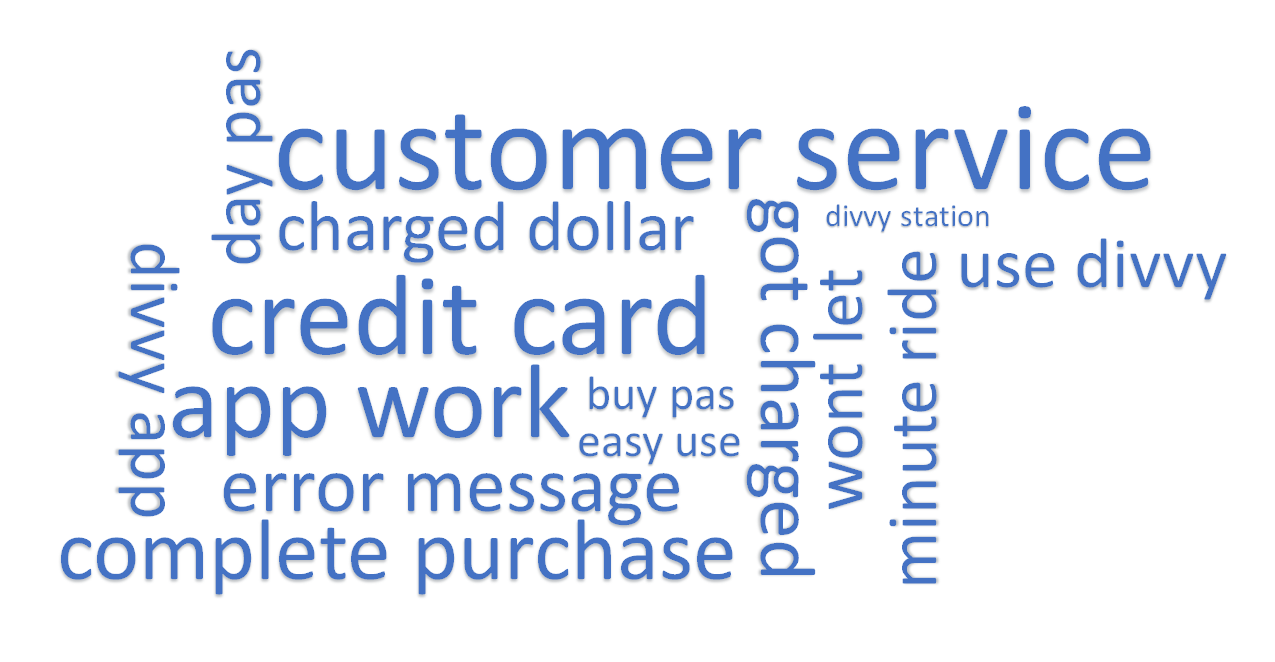 day pas
customer service
charged dollar
got charged
divvy station
use divvy
divvy app
credit card
wont let
minute ride
app work
buy pas
easy use
error message
complete purchase